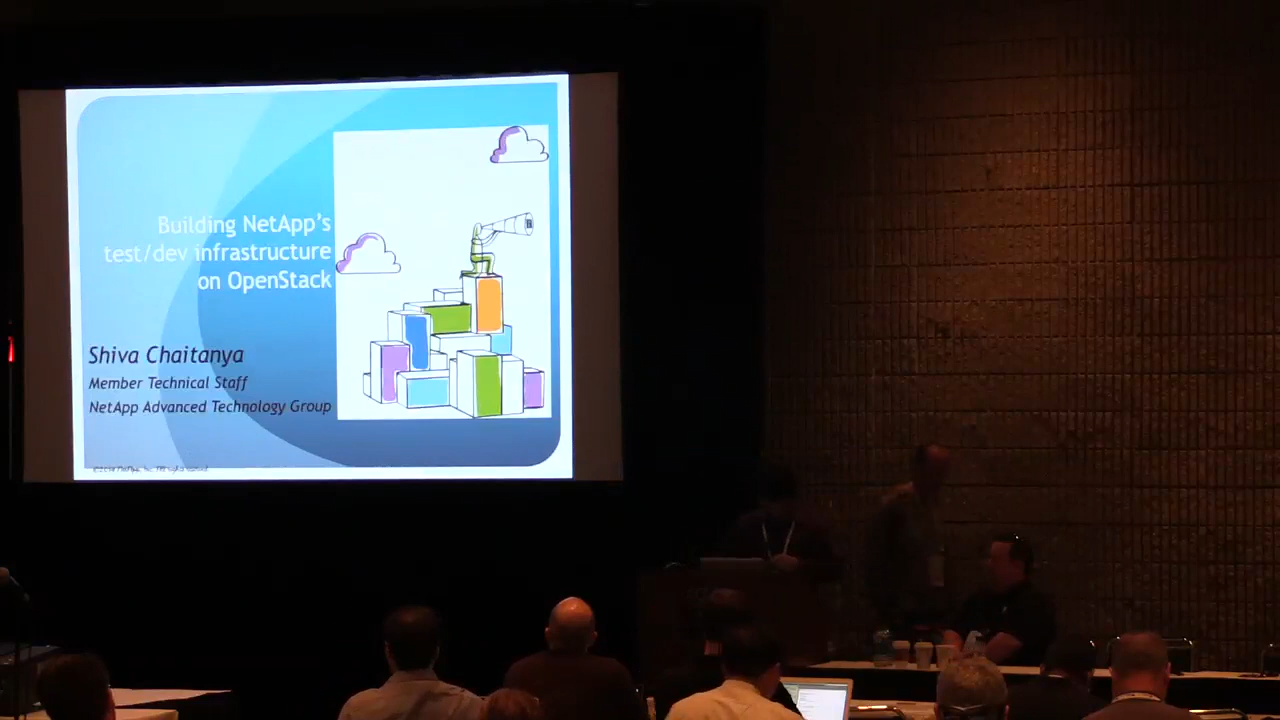 Building NetApp's
test/dev infrastructure
on OpenStack
Shiva Chaitanya
Member Technical Staff
NetApp Advanced Technology Group